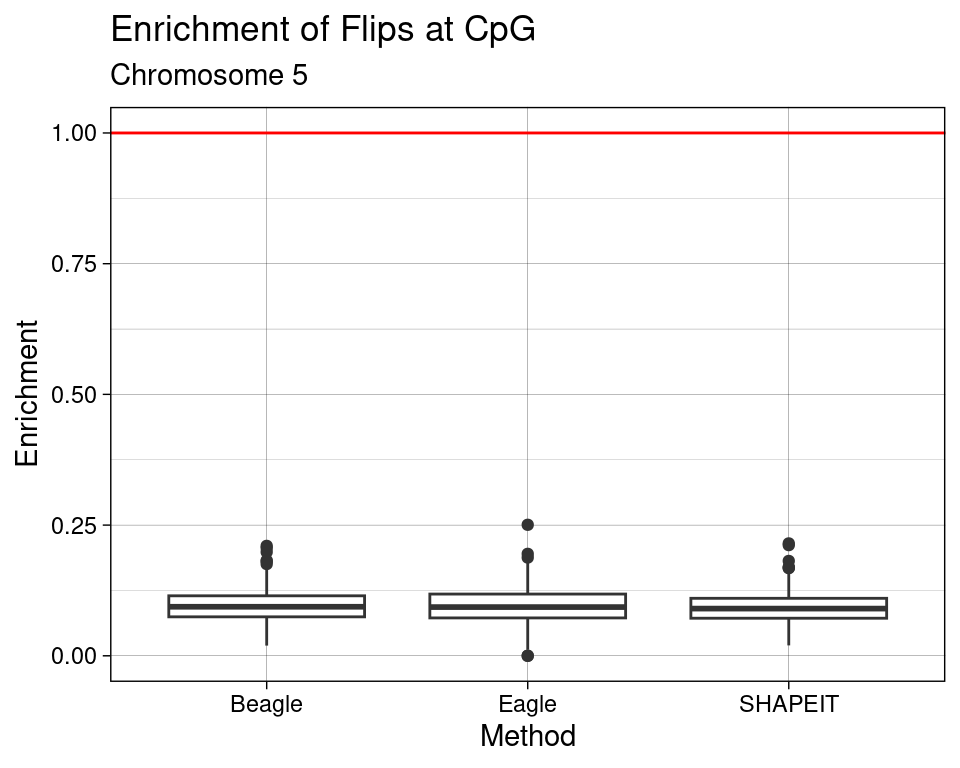 Enrichment of Flips at CpG
Chromosome 5
Enrichment
1.00
0.75
0.50
0.25
0.00
Beagle
Eagle
SHAPEIT
Method